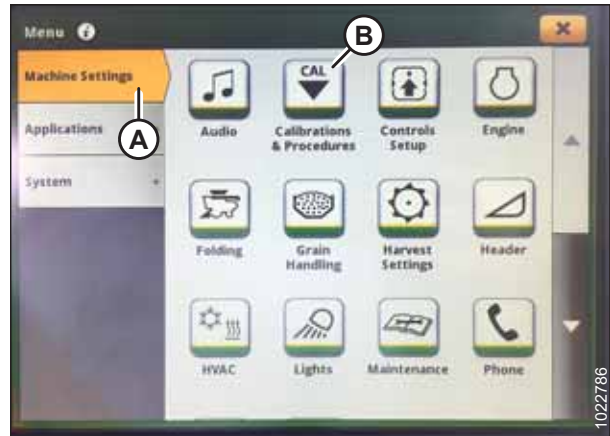 Menu
B
Machine Settings
CAL
Applications
A
Audio
Calibrations
& Procedures
Controls
Setup
Engine
System
Folding
Grain
Handling
Harvest
Settings
Header
HVAC
Lights
Maintenance
Phone
1022786